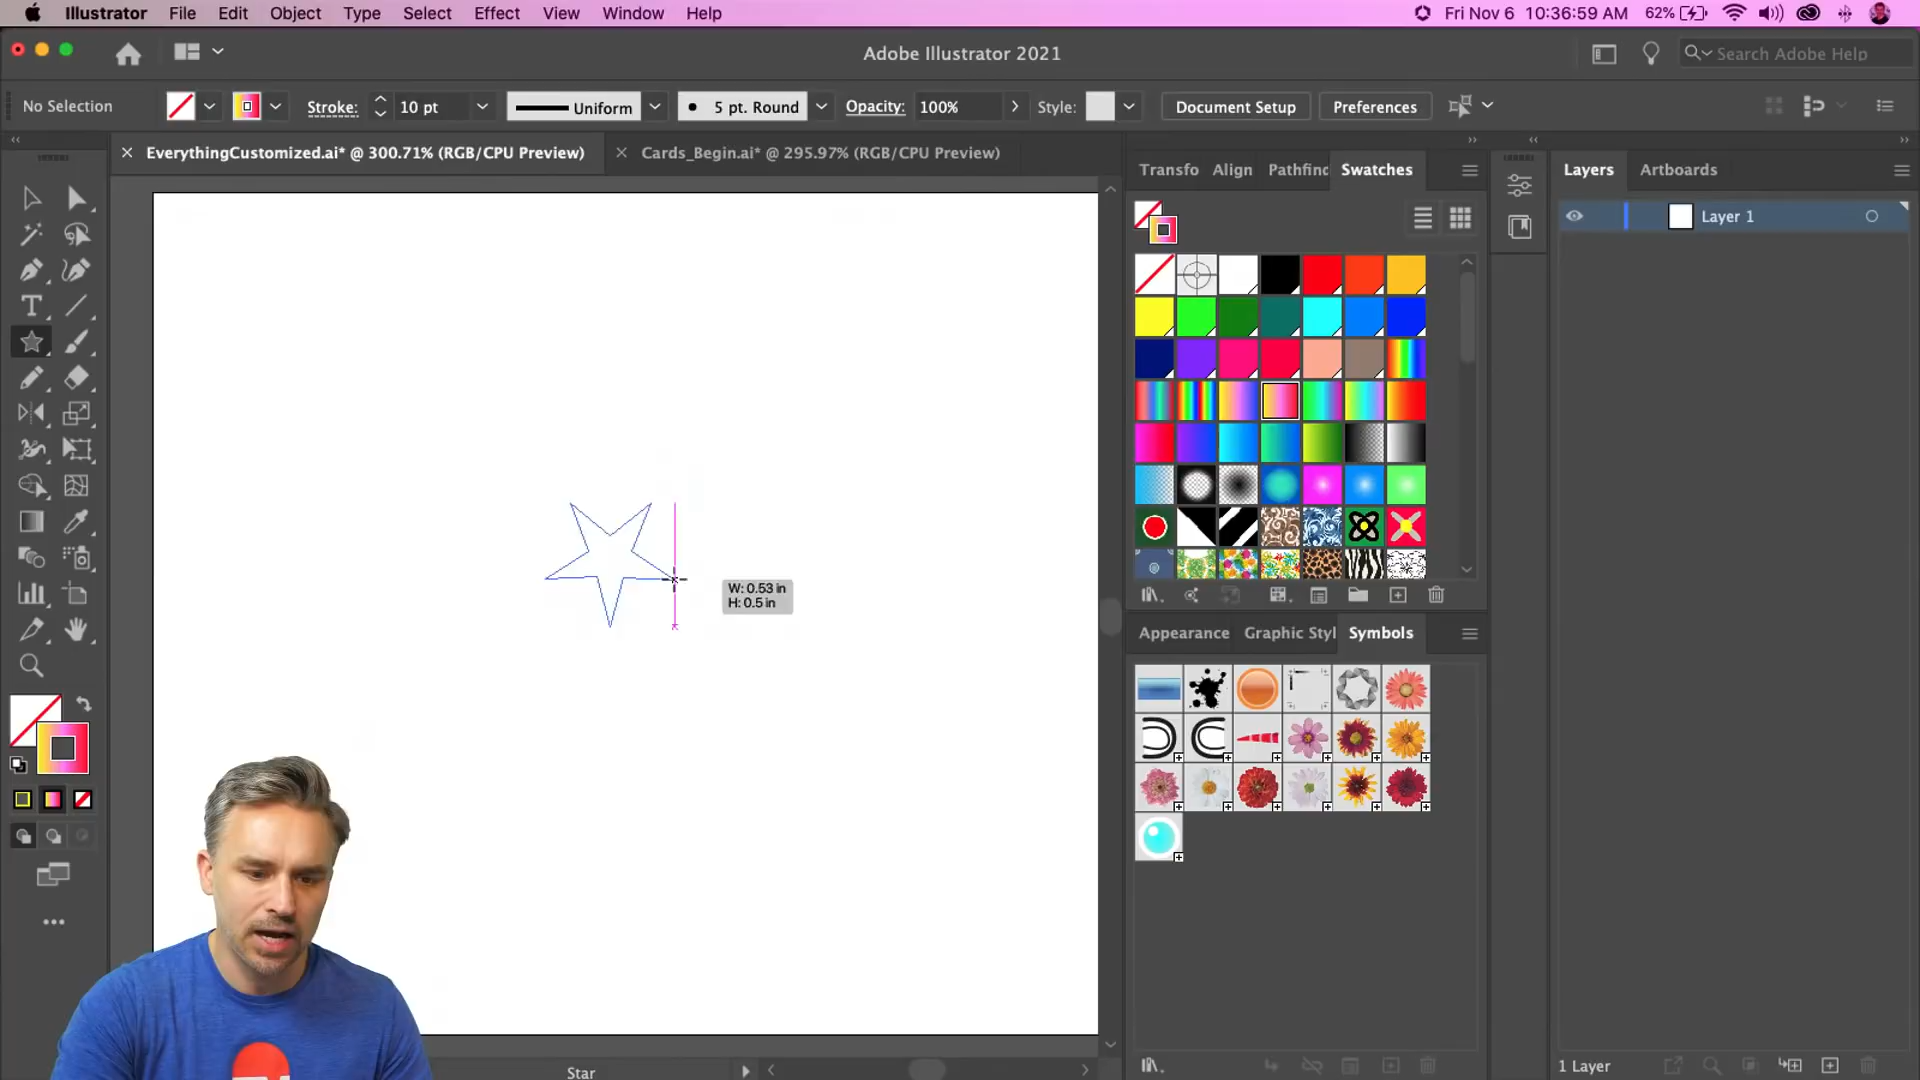 Illustrator File Edit Object Type Select Effect View Window Help
Fri Nov 6 10:36:59 AM 62%
Adobe Illustrator 2021
Search Adobe Help
No Selection
Stroke: 10 pt
Uniform
5 pt. Round
Opacity: 100%
Style:
Document Setup
Preferences
EverythingCustomized.ai* @ 300.71% (RGB/CPU Preview)
Cards_Begin.ai* @ 295.97% (RGB/CPU Preview)
Transfo
Align
Pathfind
Swatches
Layers
Artboards
Layer 1
W: 0.53 in
H: 0.5 in
Appearance
Graphic Styl
Symbols
Star
1 Layer